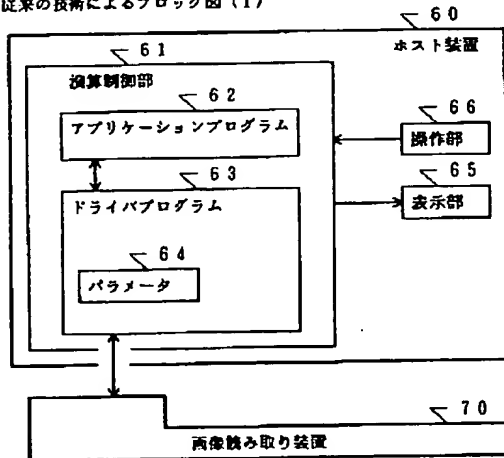 従来の技術によるブロック図(1)
60
ホスト装置
61
演算制御部
62
アプリケーションプログラム
66
操作部
63
ドライバプログラム
65
表示部
64
パラメータ
70
画像読み取り装置